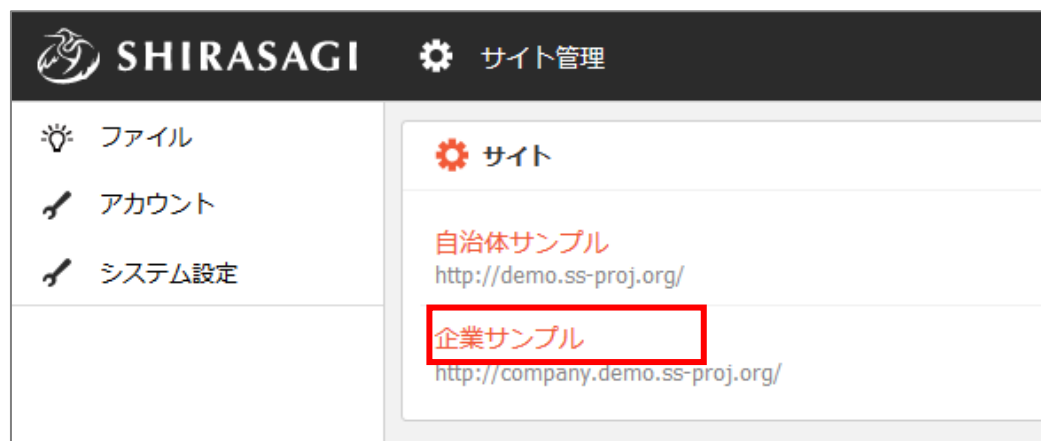 SHIRASAGI
サイト管理
ファイル
アカウント
システム設定
サイト
自治体サンプル
http://demo.ss-proj.org/
企業サンプル
http://company.demo.ss-proj.org/